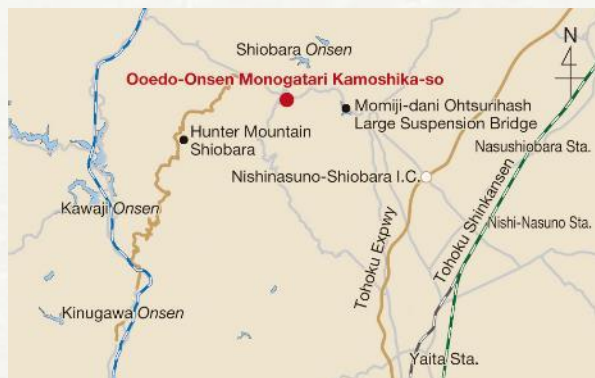 Shiobara Onsen
N
Ooedo-Onsen Monogatari Kamoshika-so
Momiji-dani Ohtsurihash
Large Suspension Bridge
Hunter Mountain
Shiobara
Nasushiobara Sta.
Nishinasuno-Shiobara I.C.
Kawaji Onsen
Tohoku Shinkansen
Nishi-Nasuno Sta.
Tohoku Expwy
Kinugawa Onsen
Yaita Sta.